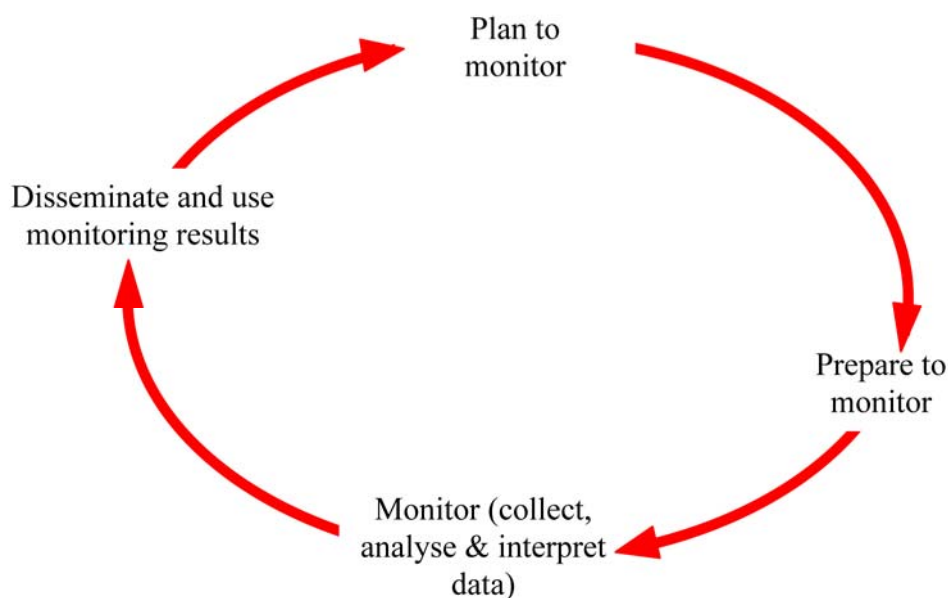 Plan to
monitor
Disseminate and use
monitoring results
Prepare to
monitor
Monitor (collect,
analyse & interpret
data)